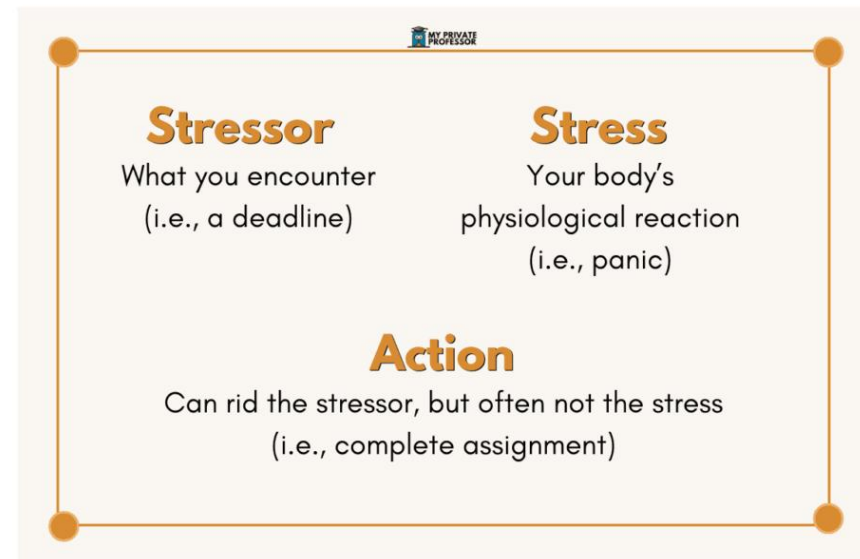 MY PRIVATE
PROFESSOR
Stressor
What you encounter
(i.e., a deadline)
Stress
Your body's
physiological reaction
(i.e., panic)
Action
Can rid the stressor, but often not the stress
(i.e., complete assignment)